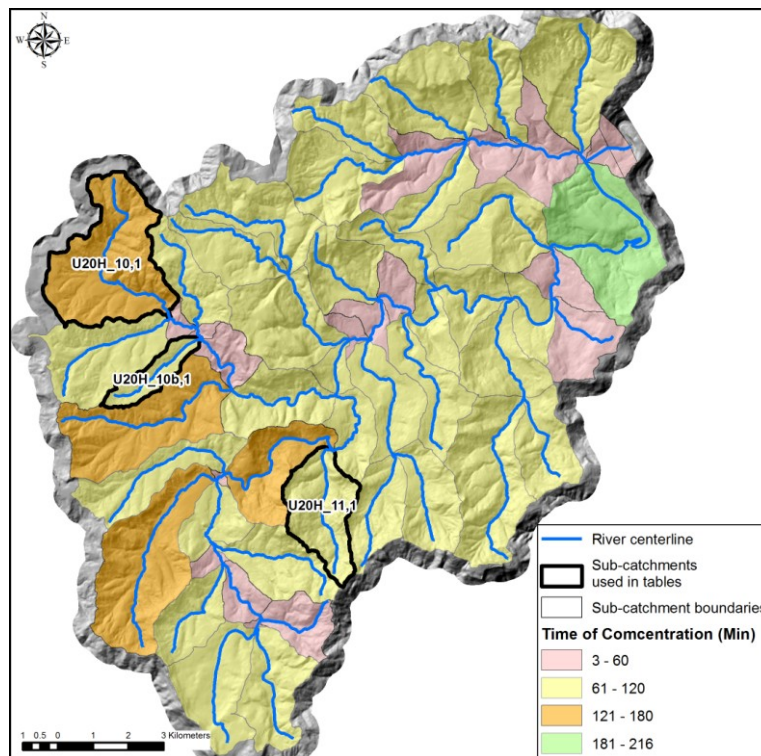 N
W E
S
U20H_10,1
U20H_10b,1
U20H_11,1
River centerline
Sub-catchments
used in tables
Sub-catchment boundaries
Time of Comcentration (Min)
3 - 60
61 - 120
121 - 180
181 - 216
1 0.5 0 1 2 3 Kilometers